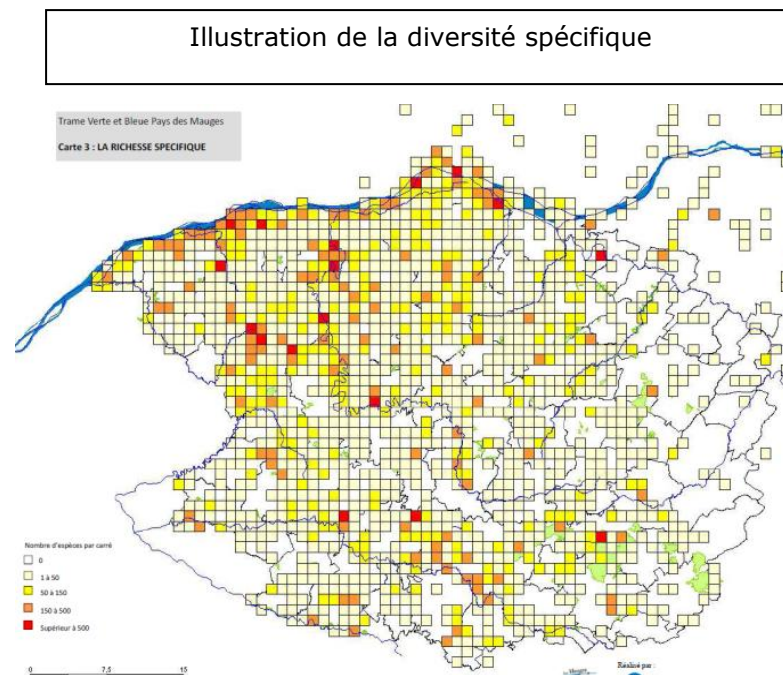 Illustration de la diversité spécifique
Trame Verte et Bleue Pays des Mauges
Carte 3 : LA RICHESSE SPECIFIQUE
Nombre d'espèces par carré
0
1 à 50
50 à 150
150 à 500
Supérieur à 500
0 7,5 15
Réalisé par :